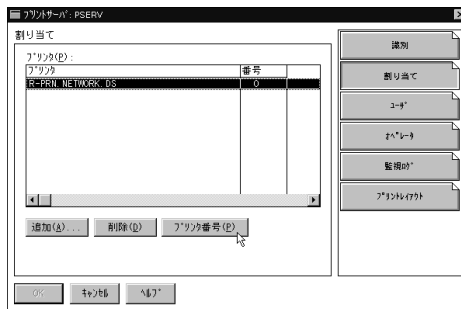 ﾌﾟﾘﾝﾄｻｰﾊﾞ: PSERV
割り当て
ﾌﾟﾘﾝﾀ(P):
ﾌﾟﾘﾝﾀ 番号
R-PRN.NETWORK.DS 0
追加(A)... 削除(D) ﾌﾟﾘﾝﾀ番号(P)
OK ｷｬﾝｾﾙ ﾍﾙﾌﾟ
識別
割り当て
ﾕｰｻﾞ
ｵﾍﾟﾚｰﾀ
監視ﾛｸﾞ
ﾌﾟﾘﾝﾄﾚｲｱｳﾄ